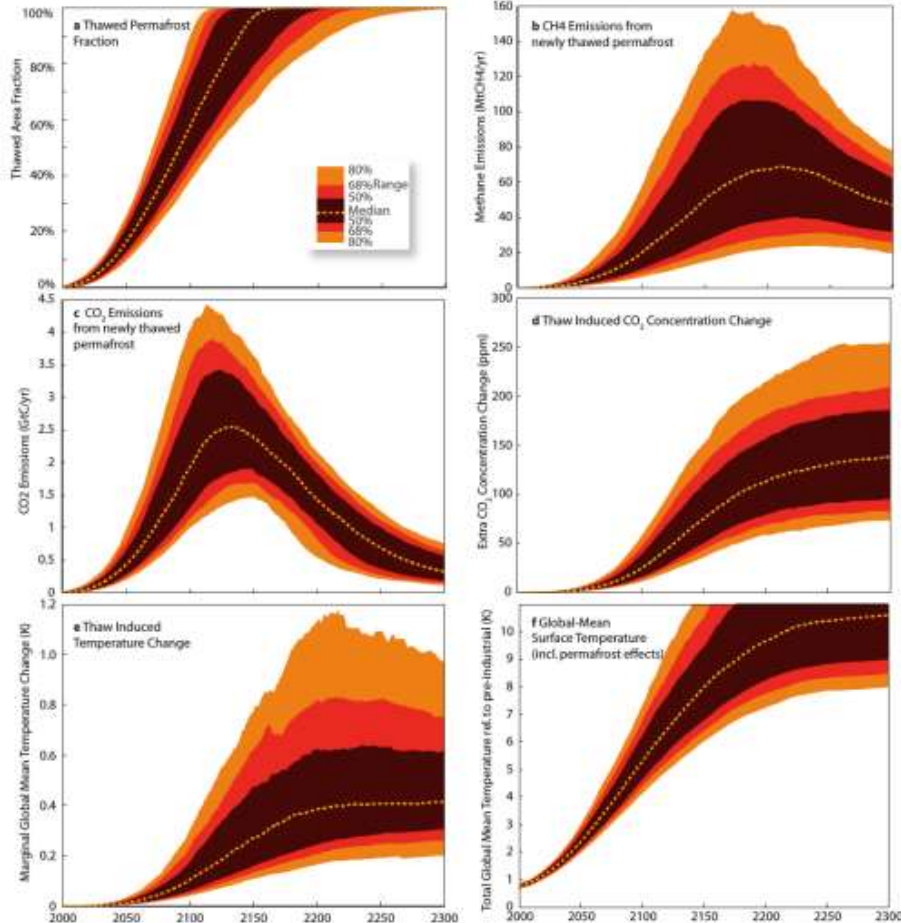 a Thawed Permafrost
Fraction
Thawed Area Fraction
100%
80%
60%
40%
20%
0%
80%
68% Range
50%
Median
50%
68%
80%
b CH4 Emissions from
newly thawed permafrost
Methane Emissions (MtCH4/yr)
160
140
120
100
80
60
40
20
0
c CO₂ Emissions
from newly thawed
permafrost
CO2 Emissions (GtC/yr)
4.5
4
3.5
3
2.5
2
1.5
1
0.5
0
d Thaw Induced CO₂ Concentration Change
Extra CO₂ Concentration Change (ppm)
300
250
200
150
100
50
0
e Thaw Induced
Temperature Change
Marginal Global Mean Temperature Change (K)
1.2
1.0
0.8
0.6
0.4
0.2
0
2000 2050 2100 2150 2200 2250 2300
f Global-Mean
Surface Temperature
(incl. permafrost effects)
Total Global Mean Temperature rel. to pre-industrial (K)
10
9
8
7
6
5
4
3
2
1
0
2000 2050 2100 2150 2200 2250 2300